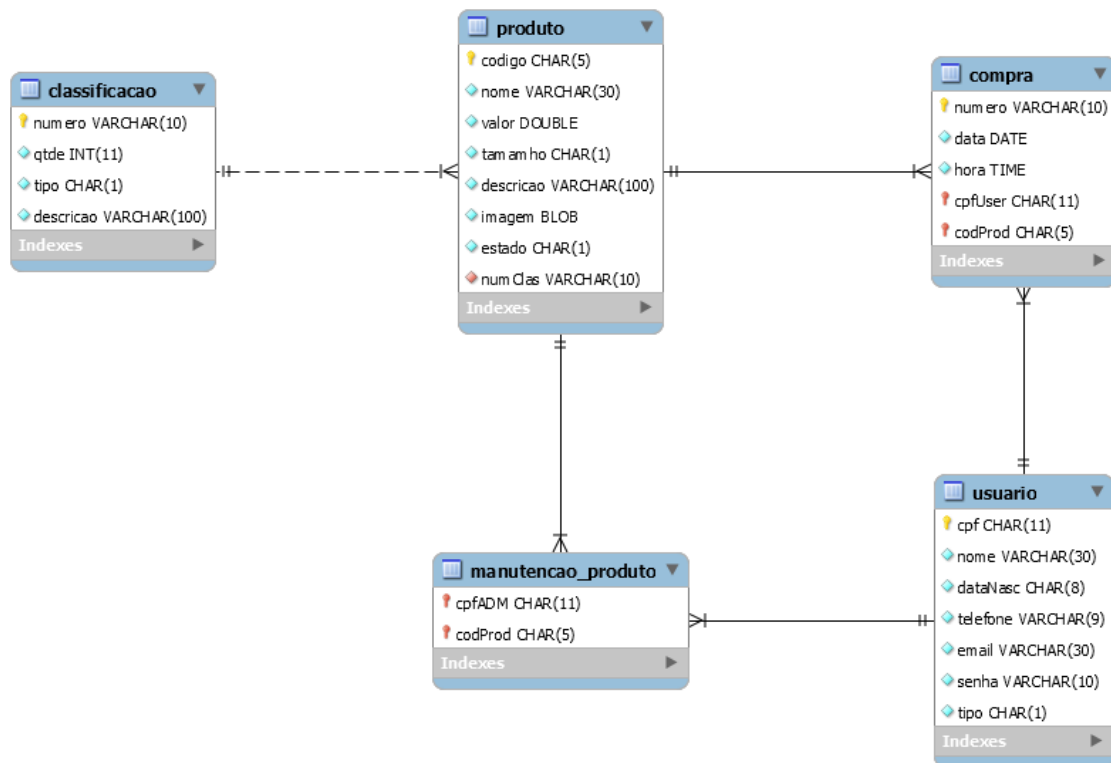 classificacao
numero VARCHAR(10)
qtde INT(11)
tipo CHAR(1)
descricao VARCHAR(100)
Indexes
produto
codigo CHAR(5)
nome VARCHAR(30)
valor DOUBLE
tamamho CHAR(1)
descricao VARCHAR(100)
imagem BLOB
estado CHAR(1)
numClas VARCHAR(10)
Indexes
compra
numero VARCHAR(10)
data DATE
hora TIME
cpfUser CHAR(11)
codProd CHAR(5)
Indexes
manutencao_produto
cpfADM CHAR(11)
codProd CHAR(5)
Indexes
usuario
cpf CHAR(11)
nome VARCHAR(30)
dataNasc CHAR(8)
telefone VARCHAR(9)
email VARCHAR(30)
senha VARCHAR(10)
tipo CHAR(1)
Indexes